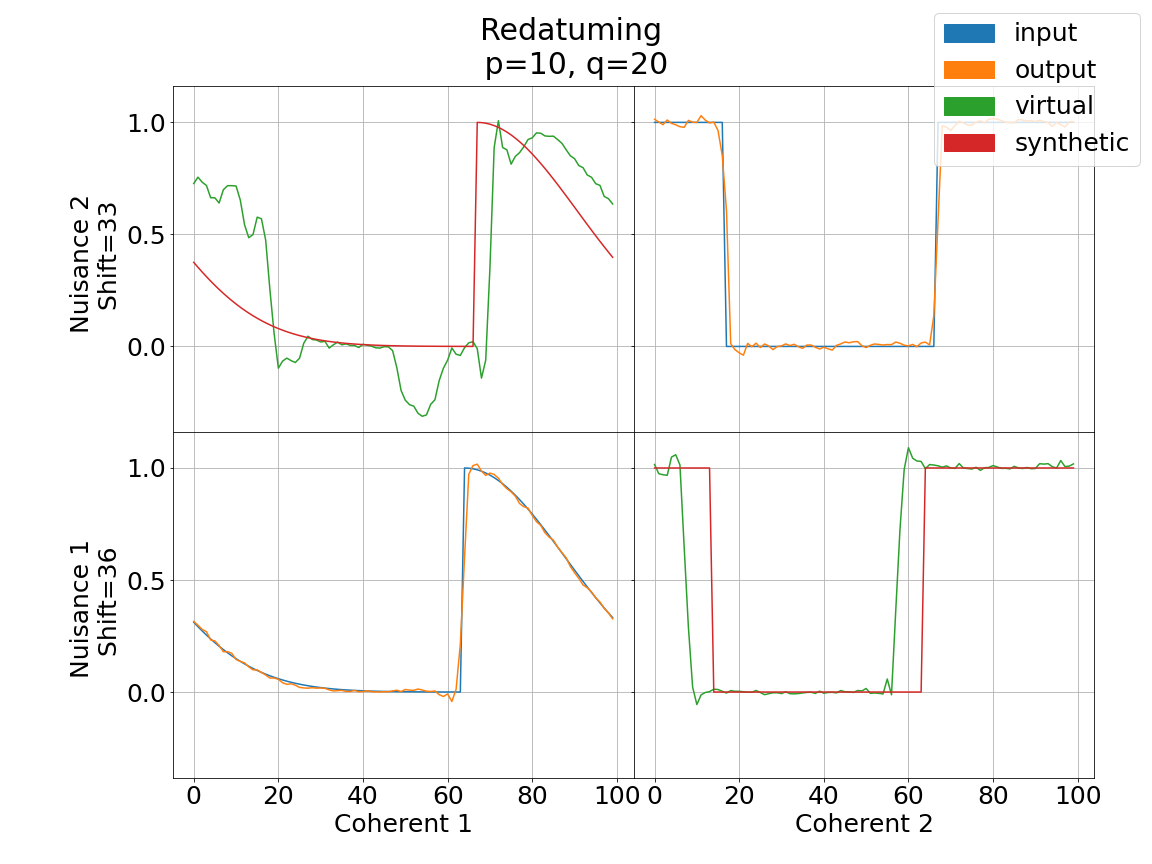 Redatuming
p=10, q=20
input
output
virtual
synthetic
Nuisance 2
Shift=33
1.0
0.5
0.0
Nuisance 1
Shift=36
1.0
0.5
0.0
0 20 40 60 80 100
0 20 40 60 80 100
Coherent 1
Coherent 2